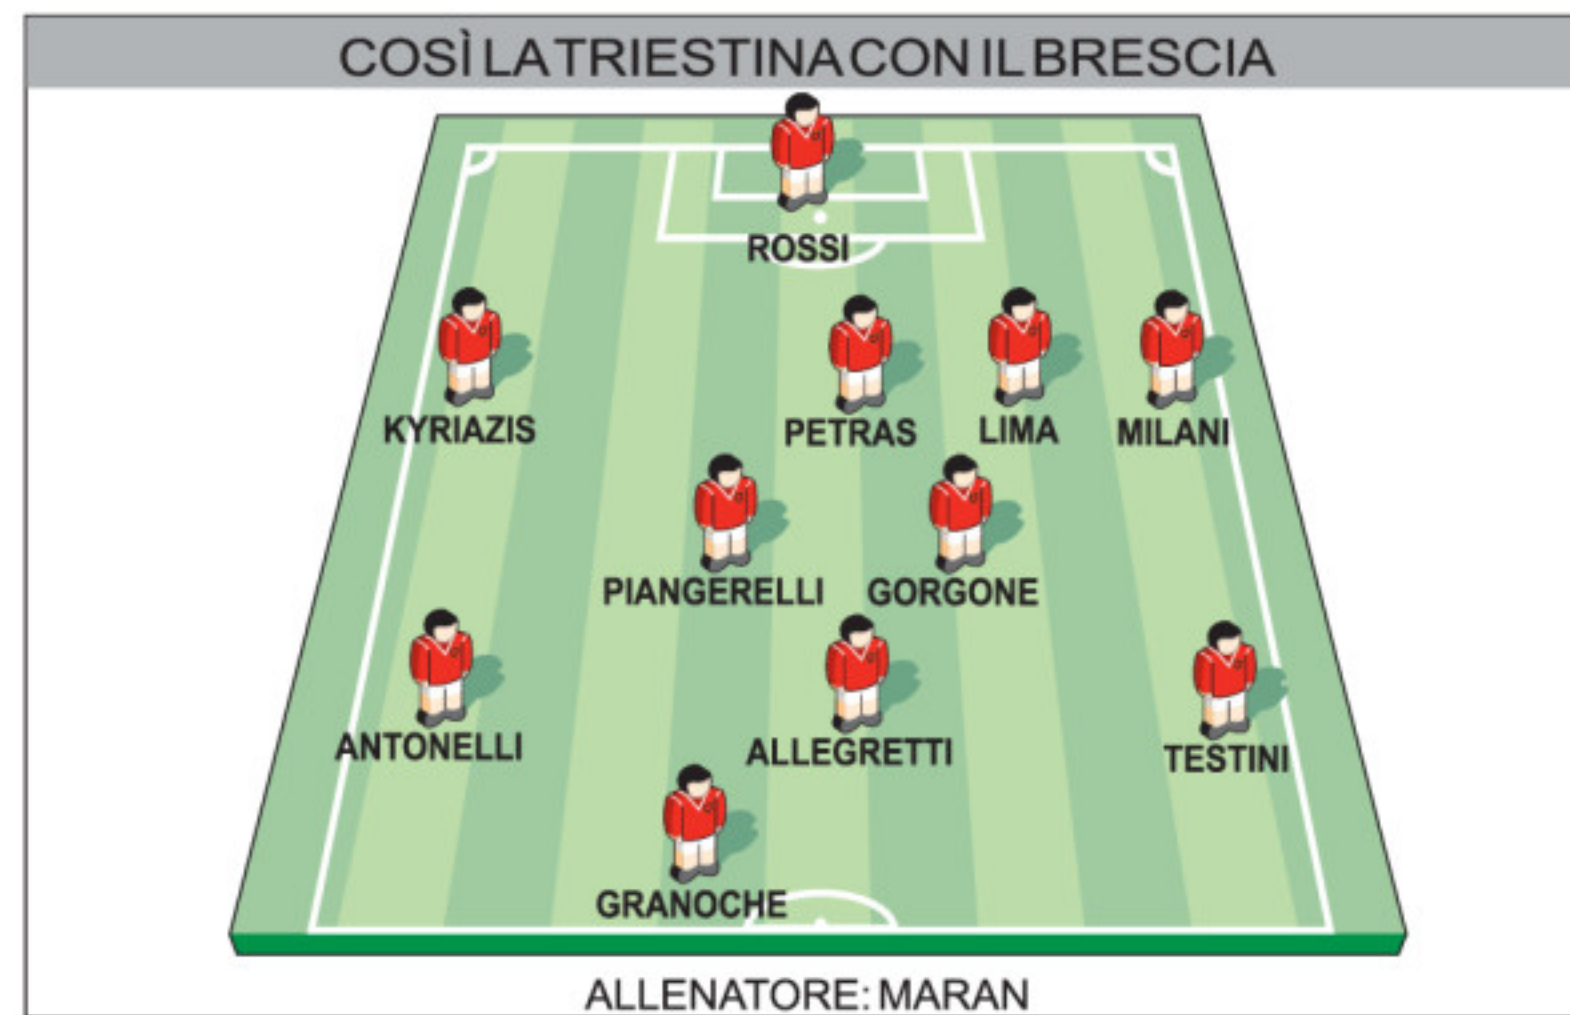 COSÌ LA TRIESTINA CON IL BRESCIA
ROSSI
KYRIAZIS PETRAS LIMA MILANI
PIANGERELLI GORGONE
ANTONELLI ALLEGRETTI TESTINI
GRANOCHE
ALLENATORE: MARAN